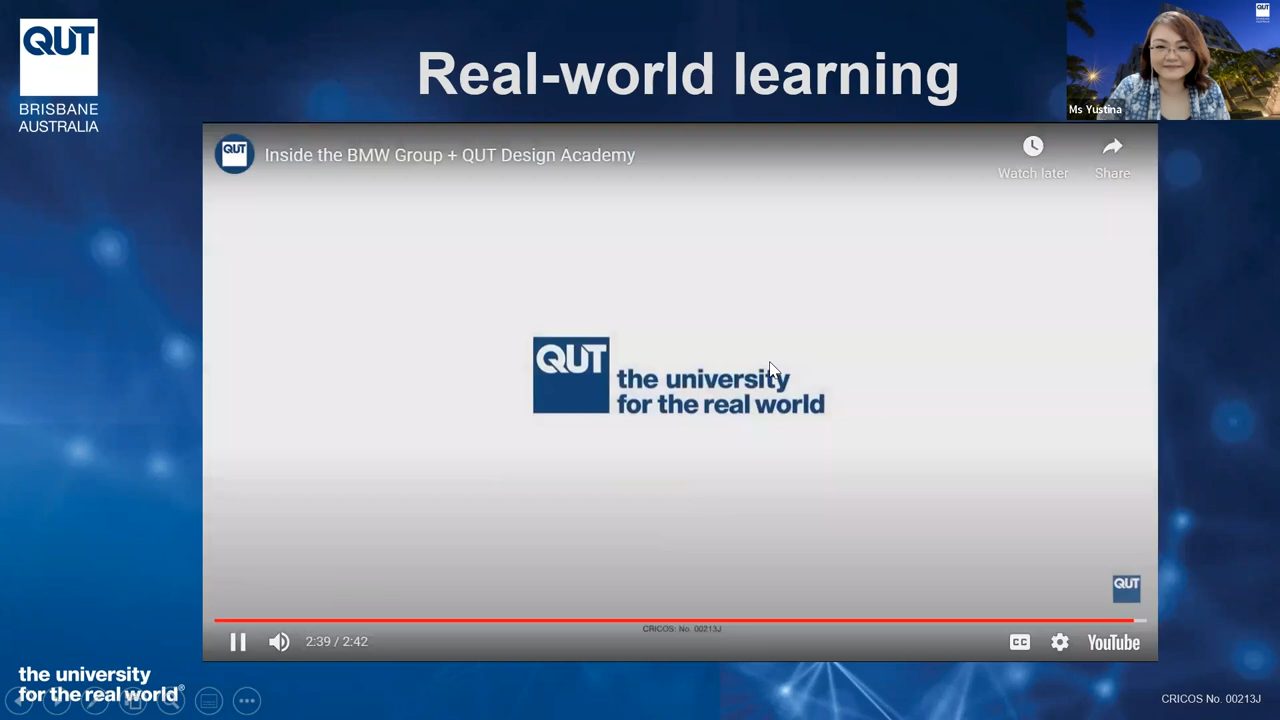 QUT
BRISBANE
AUSTRALIA
Real-world learning
QUT
Ms Yustina
QUT
Inside the BMW Group + QUT Design Academy
Watch later
Share
QUT
the university
for the real world
QUT
CRICOS: No. 00213J
2:39 / 2:42
CC
YouTube
the university
for the real world®
CRICOS No. 00213J